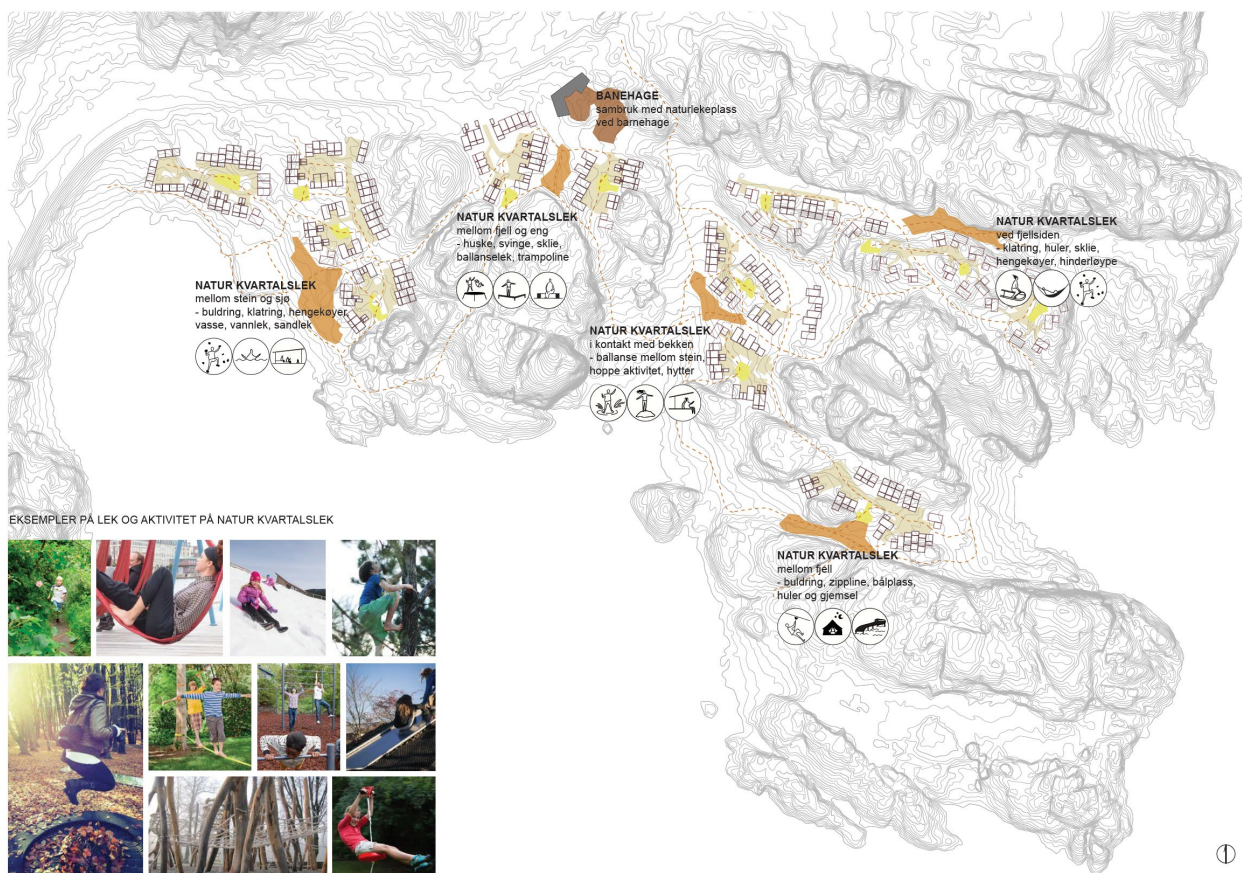 BANEHAGE
sambruk med naturlekeplass
ved barnehage
NATUR KVARTALSLEK
mellom fjell og eng
- huske, svinge, sklie,
ballanselek, trampoline
NATUR KVARTALSLEK
ved fjellsiden
- klatring, huler, sklie,
hengekøyer, hinderløype
NATUR KVARTALSLEK
mellom stein og sjø
- buldring, klatring, hengekøyer,
vasse, vannlek, sandlek
NATUR KVARTALSLEK
i kontakt med bekken
- ballanse mellom stein,
hoppe aktivitet, hytter
EKSEMPLER PÅ LEK OG AKTIVITET PÅ NATUR KVARTALSLEK
NATUR KVARTALSLEK
mellom fjell
- buldring, zippline, bålplass,
huler og gjemsel